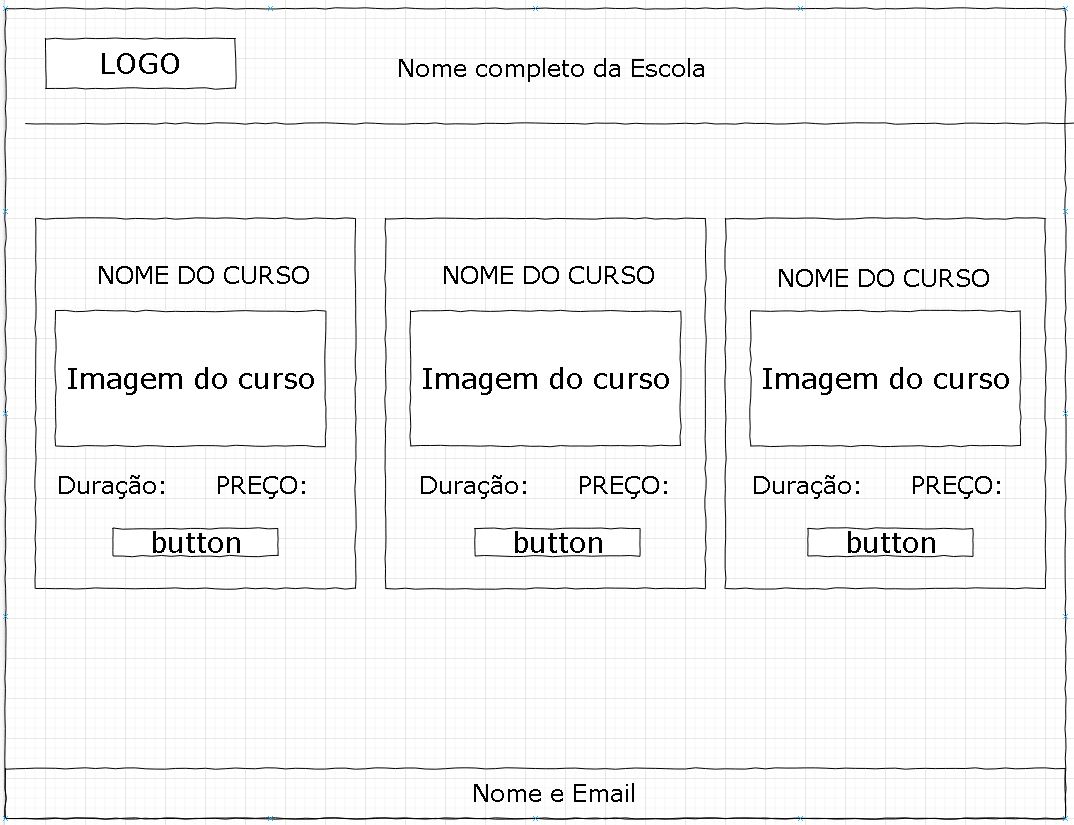 LOGO
Nome completo da Escola
NOME DO CURSO
Imagem do curso
Duração: PREÇO:
button
NOME DO CURSO
Imagem do curso
Duração: PREÇO:
button
NOME DO CURSO
Imagem do curso
Duração: PREÇO:
button
Nome e Email